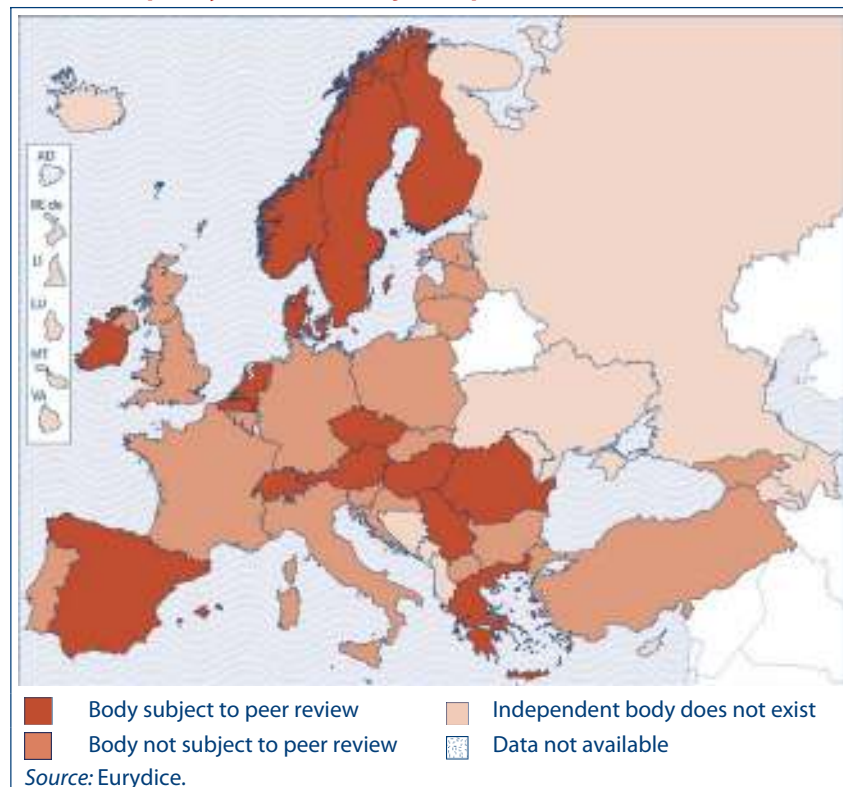 AD
BE de
LI
LU
MT
VA
Body subject to peer review
Body not subject to peer review
Independent body does not exist
Data not available
Source: Eurydice.